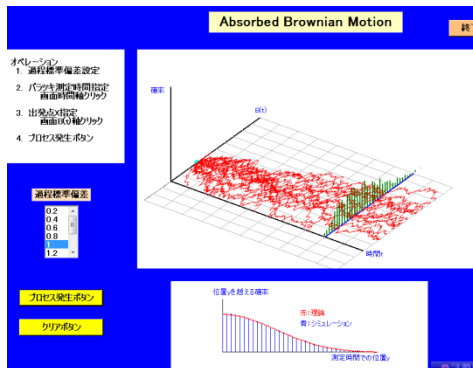 Absorbed Brownian Motion
終
オペレーション
1. 過程標準偏差設定
2. バラツキ測定時間指定
画面時間軸クリック
3. 出発点X指定
画面B(t)軸クリック
4. プロセス発生ボタン
確率
B(t)
時間t
過程標準偏差
0.2
0.4
0.6
0.8
1
1.2
プロセス発生ボタン
クリアボタン
位置yを越える確率
赤:理論
青:シミュレーション
測定時間での位置y